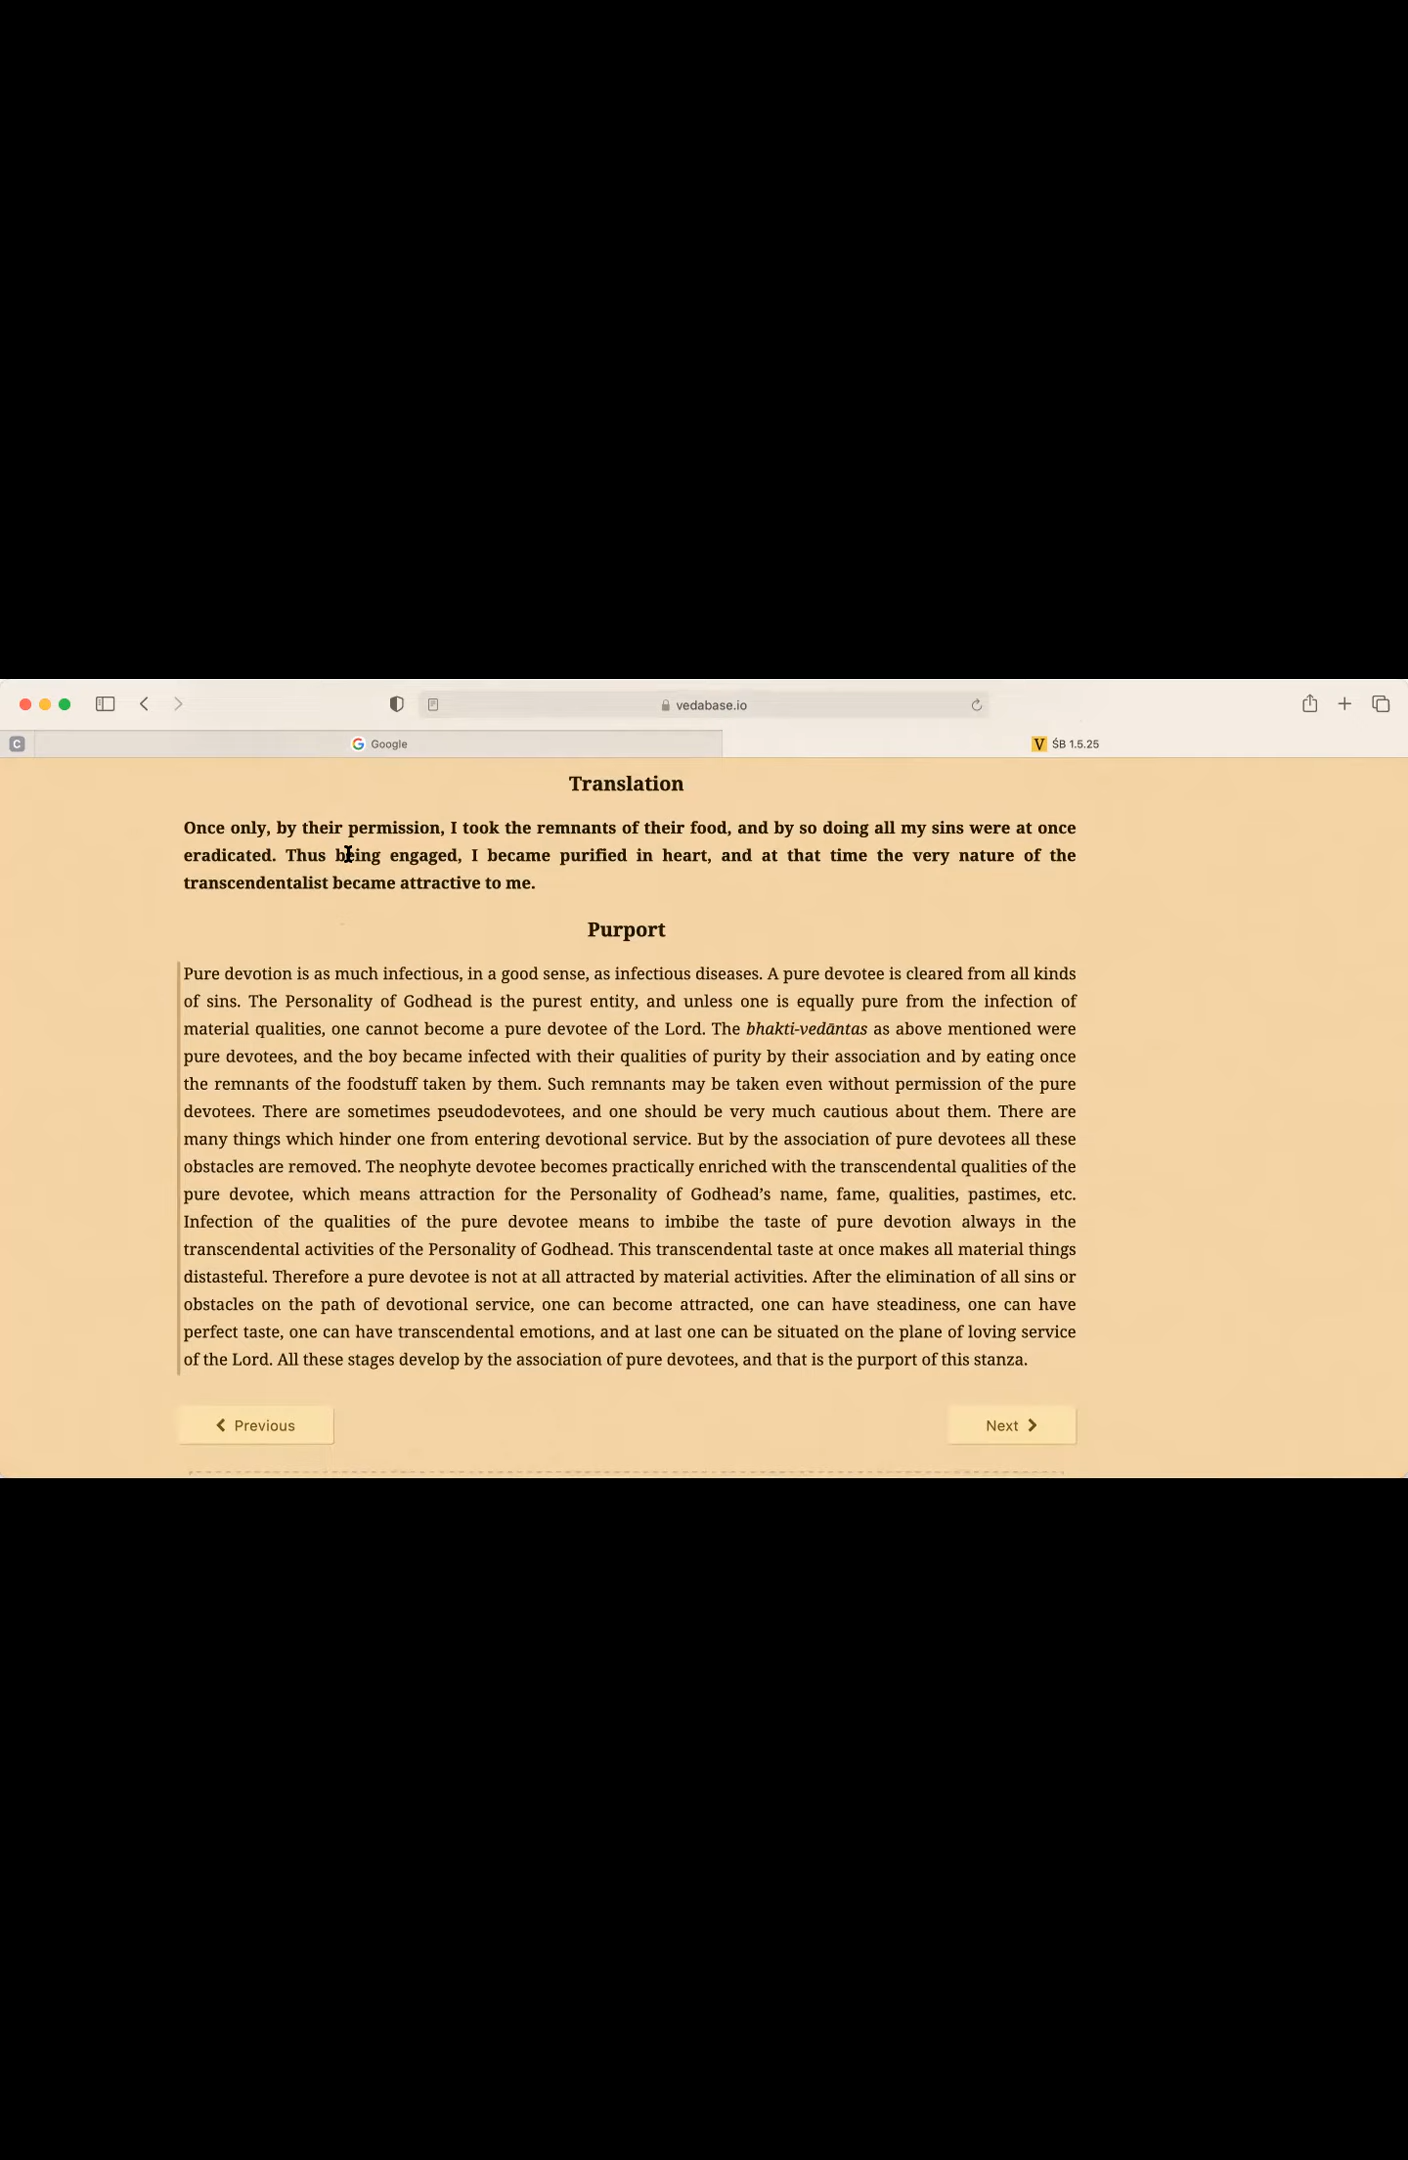 vedabase.io
C
Google
V ŚB 1.5.25
Translation
Once only, by their permission, I took the remnants of their food, and by so doing all my sins were at once
eradicated. Thus being engaged, I became purified in heart, and at that time the very nature of the
transcendentalist became attractive to me.
Purport
Pure devotion is as much infectious, in a good sense, as infectious diseases. A pure devotee is cleared from all kinds
of sins. The Personality of Godhead is the purest entity, and unless one is equally pure from the infection of
material qualities, one cannot become a pure devotee of the Lord. The bhakti-vedāntas as above mentioned were
pure devotees, and the boy became infected with their qualities of purity by their association and by eating once
the remnants of the foodstuff taken by them. Such remnants may be taken even without permission of the pure
devotees. There are sometimes pseudodevotees, and one should be very much cautious about them. There are
many things which hinder one from entering devotional service. But by the association of pure devotees all these
obstacles are removed. The neophyte devotee becomes practically enriched with the transcendental qualities of the
pure devotee, which means attraction for the Personality of Godhead’s name, fame, qualities, pastimes, etc.
Infection of the qualities of the pure devotee means to imbibe the taste of pure devotion always in the
transcendental activities of the Personality of Godhead. This transcendental taste at once makes all material things
distasteful. Therefore a pure devotee is not at all attracted by material activities. After the elimination of all sins or
obstacles on the path of devotional service, one can become attracted, one can have steadiness, one can have
perfect taste, one can have transcendental emotions, and at last one can be situated on the plane of loving service
of the Lord. All these stages develop by the association of pure devotees, and that is the purport of this stanza.
Previous
Next